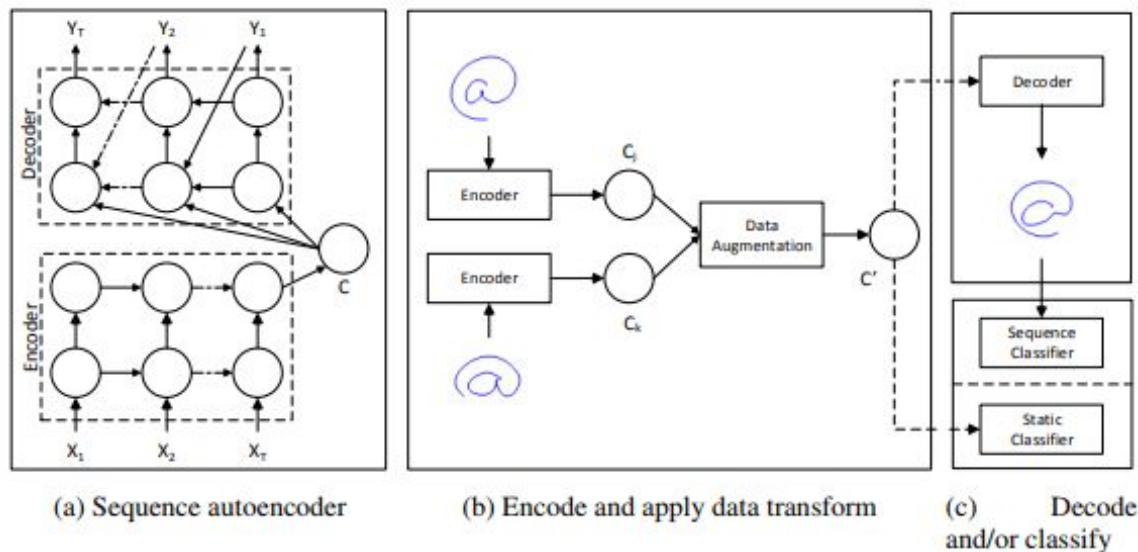 Y_T Y_2 Y_1
Decoder
C
Encoder
X_1 X_2 X_T
(a) Sequence autoencoder
Encoder
C_j
Encoder
C_k
Data
Augmentation
C'
(b) Encode and apply data transform
Decoder
Sequence
Classifier
Static
Classifier
(c) Decode
and/or classify